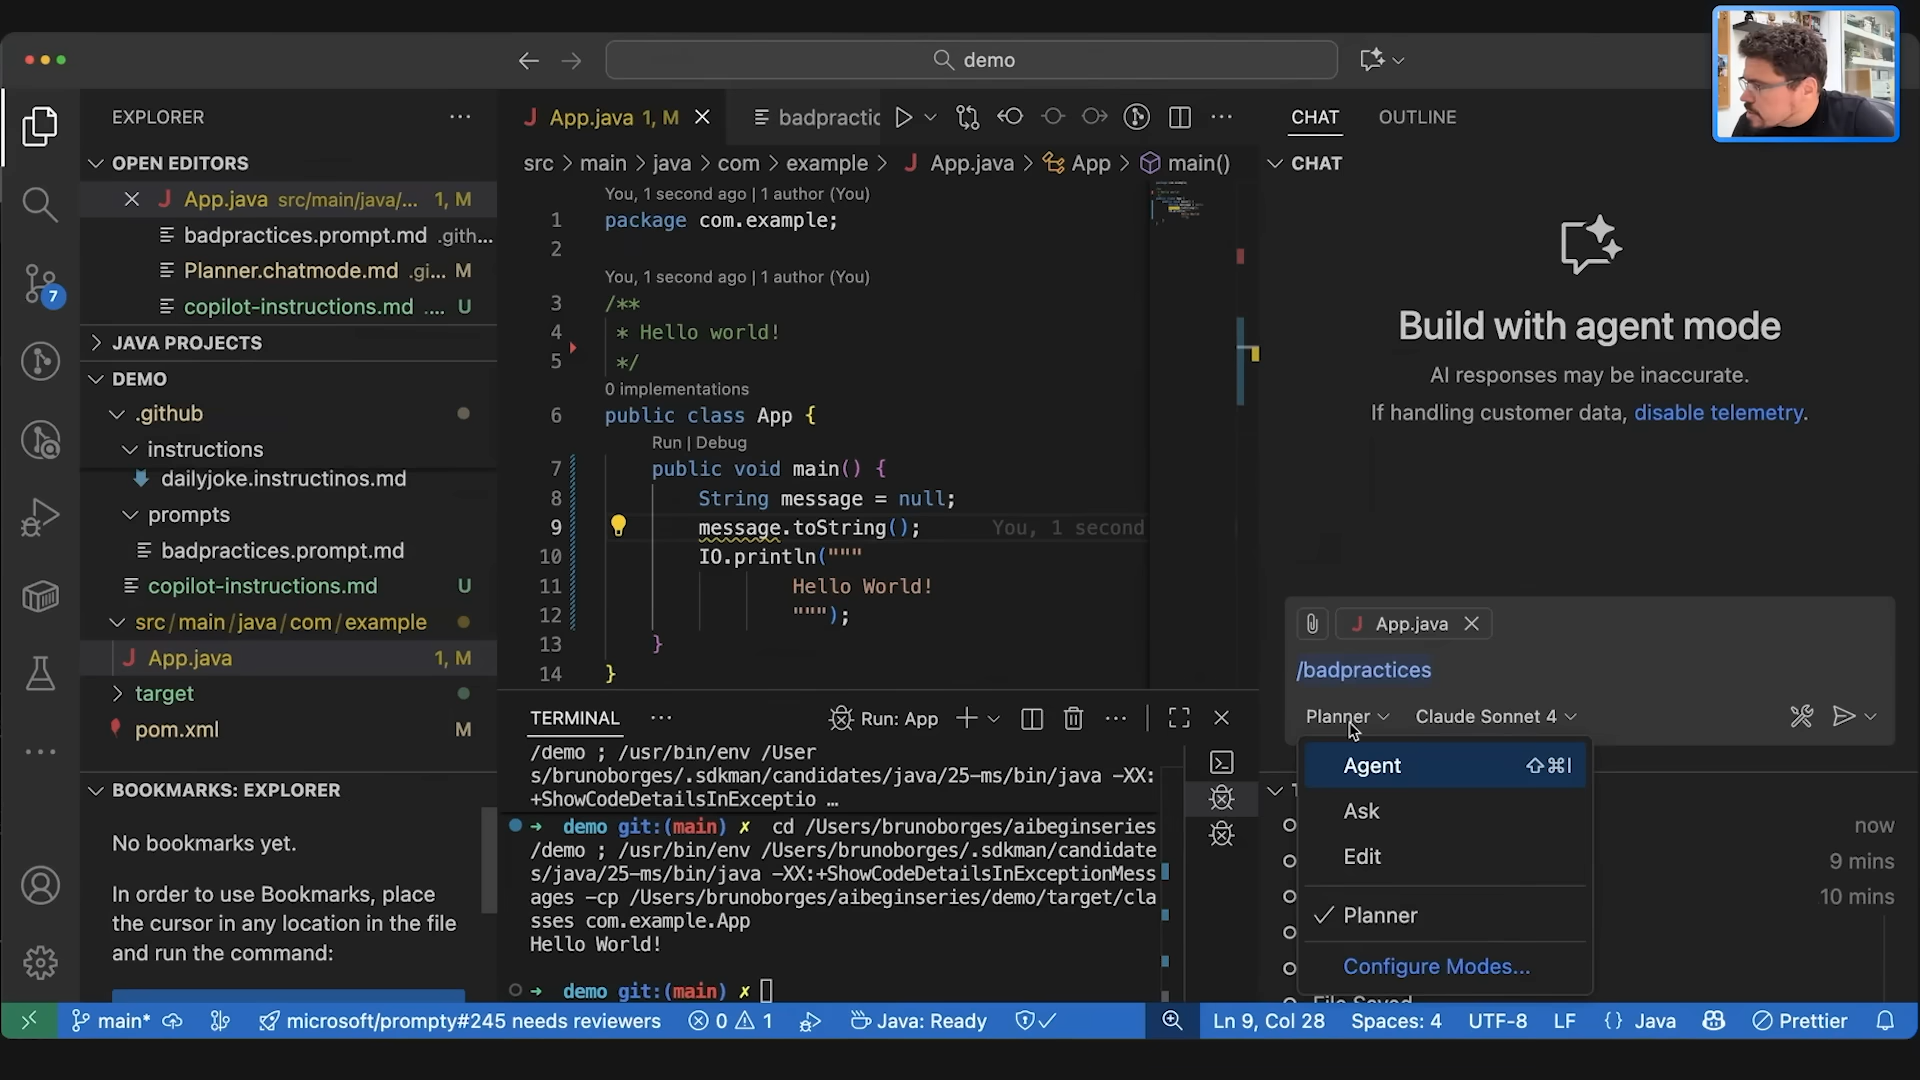 demo
EXPLORER
OPEN EDITORS
App.java src/main/java/... 1, M
badpractices.prompt.md .gith...
Planner.chatmode.md .gi... M
copilot-instructions.md .... U
JAVA PROJECTS
DEMO
.github
instructions
dailyjoke.instructinos.md
prompts
badpractices.prompt.md
copilot-instructions.md U
src/main/java/com/example
App.java 1, M
target
pom.xml M
BOOKMARKS: EXPLORER
No bookmarks yet.
In order to use Bookmarks, place
the cursor in any location in the file
and run the command:
7
App.java 1, M
badpractic
src > main > java > com > example > App.java > App > main()
You, 1 second ago | 1 author (You)
1 package com.example;
2
You, 1 second ago | 1 author (You)
3 /**
4 * Hello world!
5 */
0 implementations
6 public class App {
Run | Debug
7 public void main() {
8 String message = null;
9 message.toString(); You, 1 second
10 IO.println("""
11 Hello World!
12 """);
13 }
14 }
TERMINAL
Run: App
/demo ; /usr/bin/env /User
s/brunoborges/.sdkman/candidates/java/25-ms/bin/java -XX:
+ShowCodeDetailsInExceptio …
➜ demo git:(main) ✗ cd /Users/brunoborges/aibeginseries
/demo ; /usr/bin/env /Users/brunoborges/.sdkman/candidate
s/java/25-ms/bin/java -XX:+ShowCodeDetailsInExceptionMess
ages -cp /Users/brunoborges/aibeginseries/demo/target/cla
sses com.example.App
Hello World!
➜ demo git:(main) ✗
CHAT OUTLINE
CHAT
Build with agent mode
AI responses may be inaccurate.
If handling customer data, disable telemetry.
App.java
/badpractices
Planner Claude Sonnet 4
Agent ⇧⌘I
Ask
Edit
Planner
Configure Modes...
now
9 mins
10 mins
main*
microsoft/prompty#245 needs reviewers
0 1
Java: Ready
Ln 9, Col 28
Spaces: 4
UTF-8
LF
{} Java
Prettier